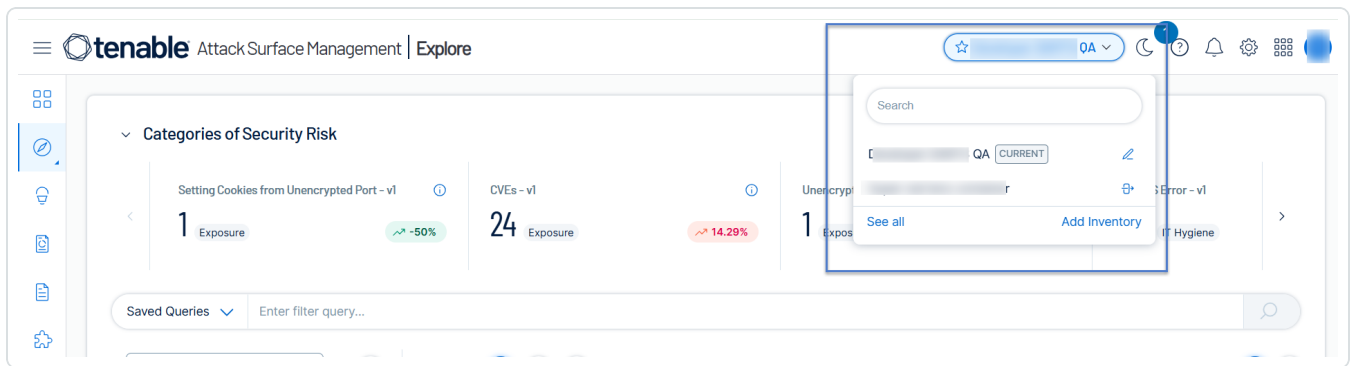 tenable Attack Surface Management | Explore
QA
1
Search
QA CURRENT
See all
Add Inventory
Categories of Security Risk
Setting Cookies from Unencrypted Port - v1
1 Exposure
-50%
CVEs - v1
24 Exposure
14.29%
1
Error - v1
IT Hygiene
Saved Queries
Enter filter query...